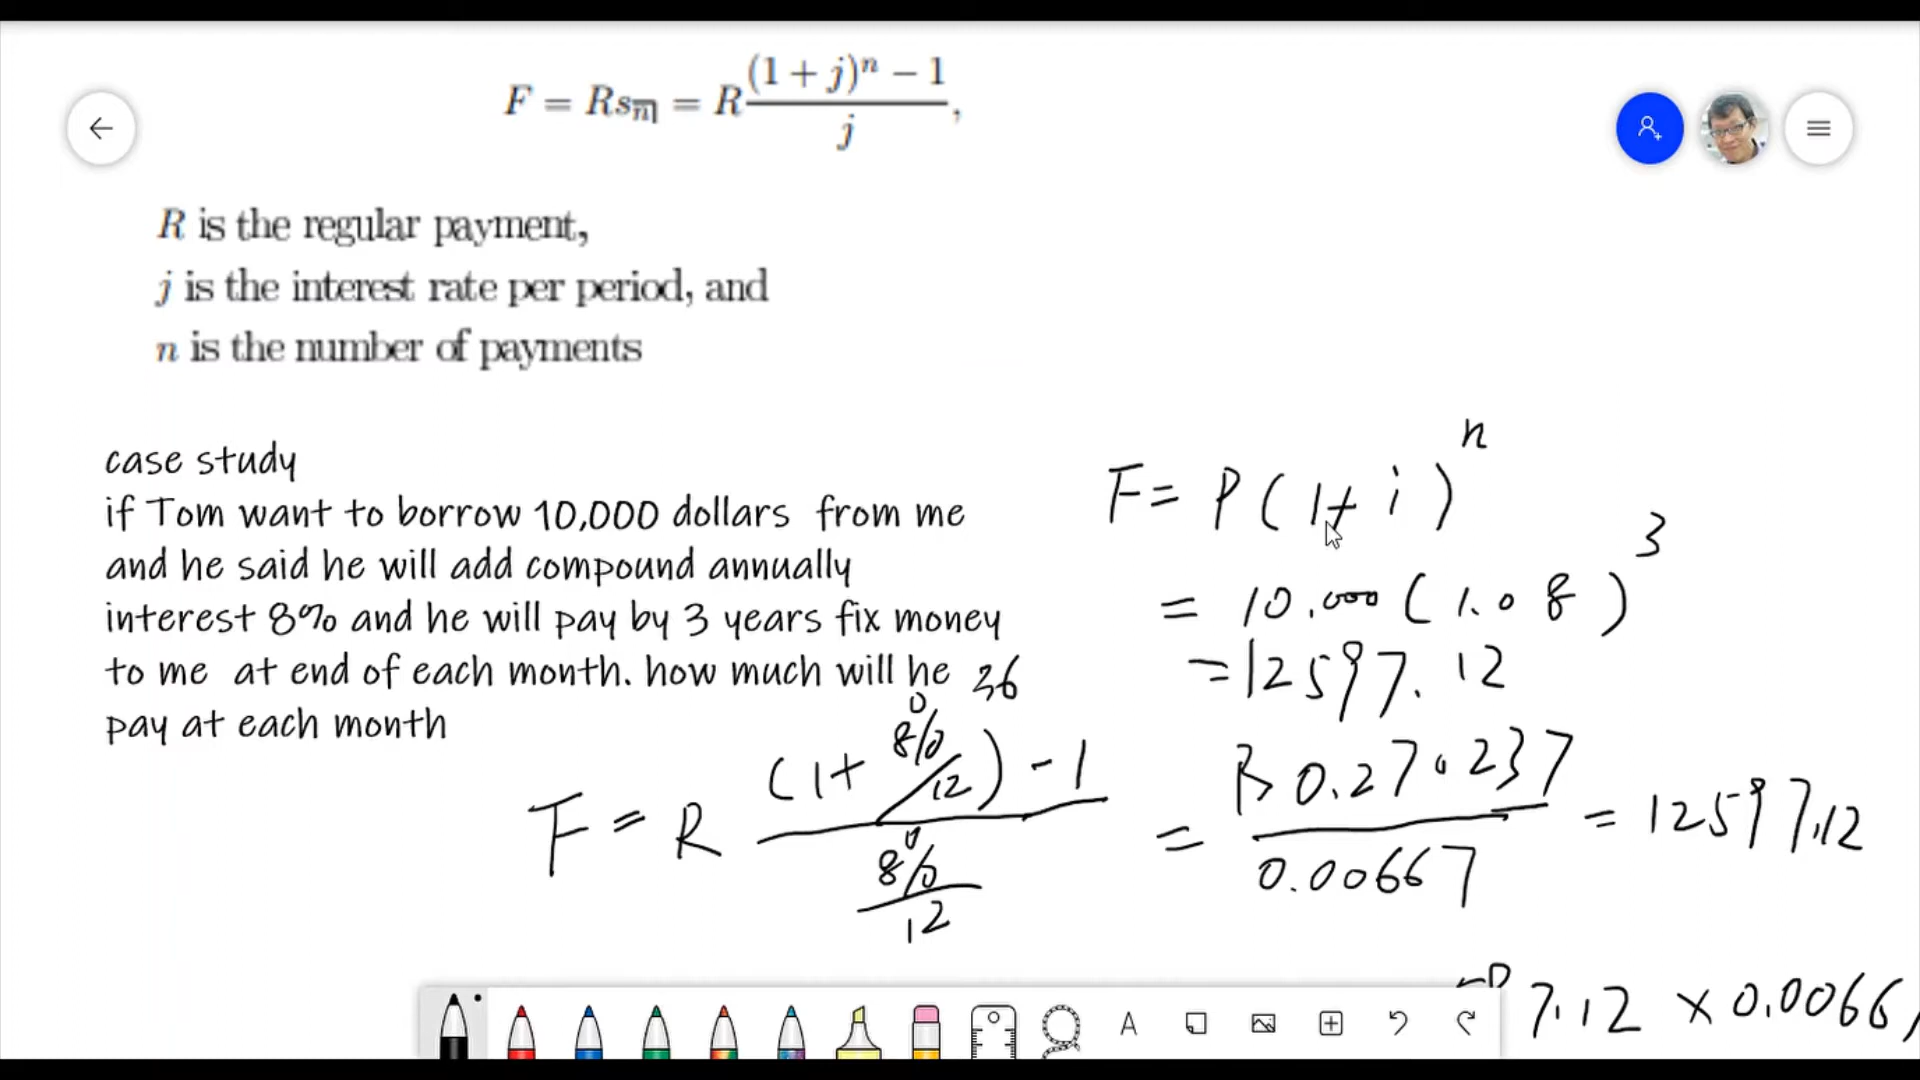 F = Rs_n̅| = R ((1 + j)^n − 1) / j,
R is the regular payment,
j is the interest rate per period, and
n is the number of payments
case study
if Tom want to borrow 10,000 dollars from me
and he said he will add compound annually
interest 8% and he will pay by 3 years fix money
to me at end of each month. how much will he
pay at each month
F = P ( 1 + i )^n
= 10.000 ( 1.08 )^3
= 12597.12
36
F = R (1 + 8%/12) - 1
8%
12
= R 0.27.237 = 12597.12
0.00667
7.12 × 0.0066
A